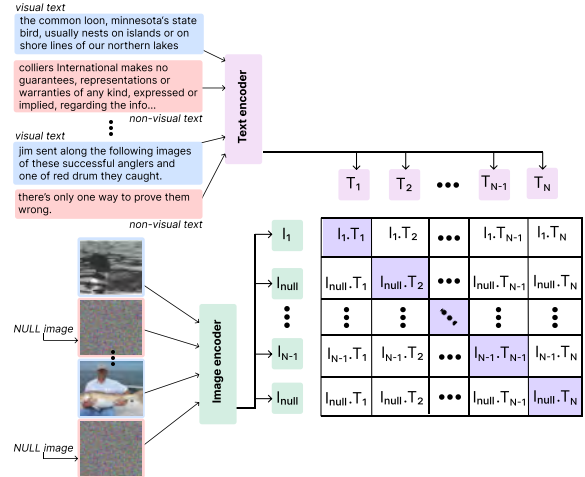 visual text
the common loon, minnesota's state
bird, usually nests on islands or on
shore lines of our northern lakes
colliers International makes no
guarantees, representations or
warranties of any kind, expressed or
implied, regarding the info...
non-visual text
visual text
jim sent along the following images
of these successful anglers and
one of red drum they caught.
there's only one way to prove them
wrong.
non-visual text
Text encoder
T1 T2 ••• TN-1 TN
NULL image
NULL image
Image encoder
I1
Inull
IN-1
Inull
I1.T1 I1.T2 ••• I1.TN-1 I1.TN
Inull.T1 Inull.T2 ••• Inull.TN-1 Inull.TN
IN-1.T1 IN-1.T2 ••• IN-1.TN-1 IN-1.TN
Inull.T1 Inull.T2 ••• Inull.TN-1 Inull.TN